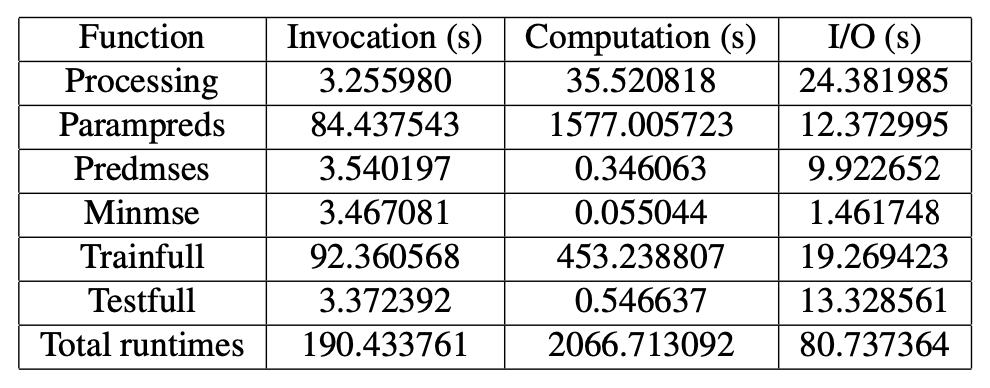 Function Invocation (s) Computation (s) I/O (s)
Processing 3.255980 35.520818 24.381985
Parampreds 84.437543 1577.005723 12.372995
Predmses 3.540197 0.346063 9.922652
Minmse 3.467081 0.055044 1.461748
Trainfull 92.360568 453.238807 19.269423
Testfull 3.372392 0.546637 13.328561
Total runtimes 190.433761 2066.713092 80.737364